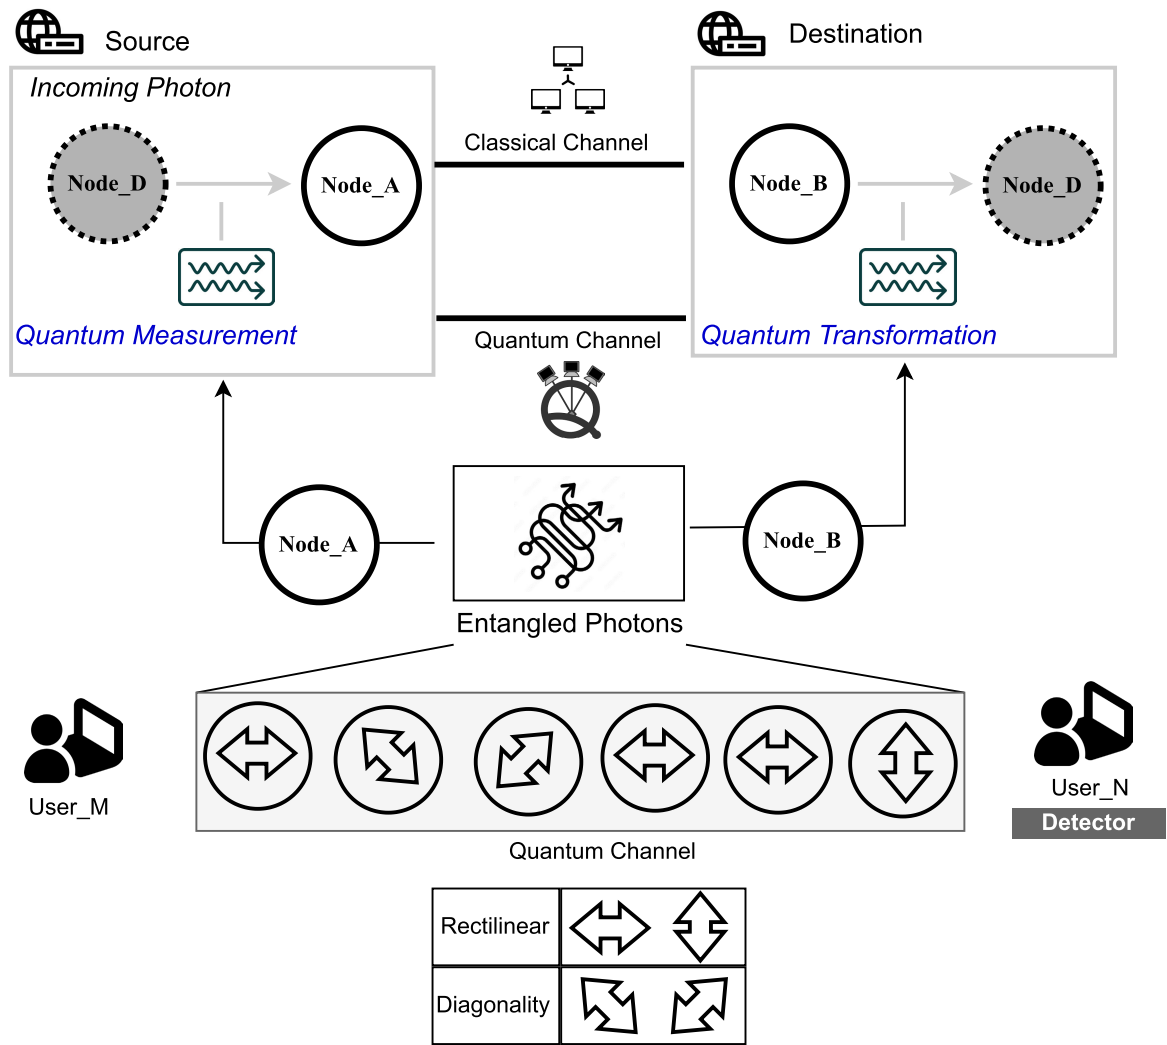 Source
Destination
Incoming Photon
Classical Channel
Node_D
Node_A
Node_B
Node_D
Quantum Measurement
Quantum Channel
Quantum Transformation
Node_A
Node_B
Entangled Photons
User_M
User_N
Detector
Quantum Channel
Rectilinear
Diagonality